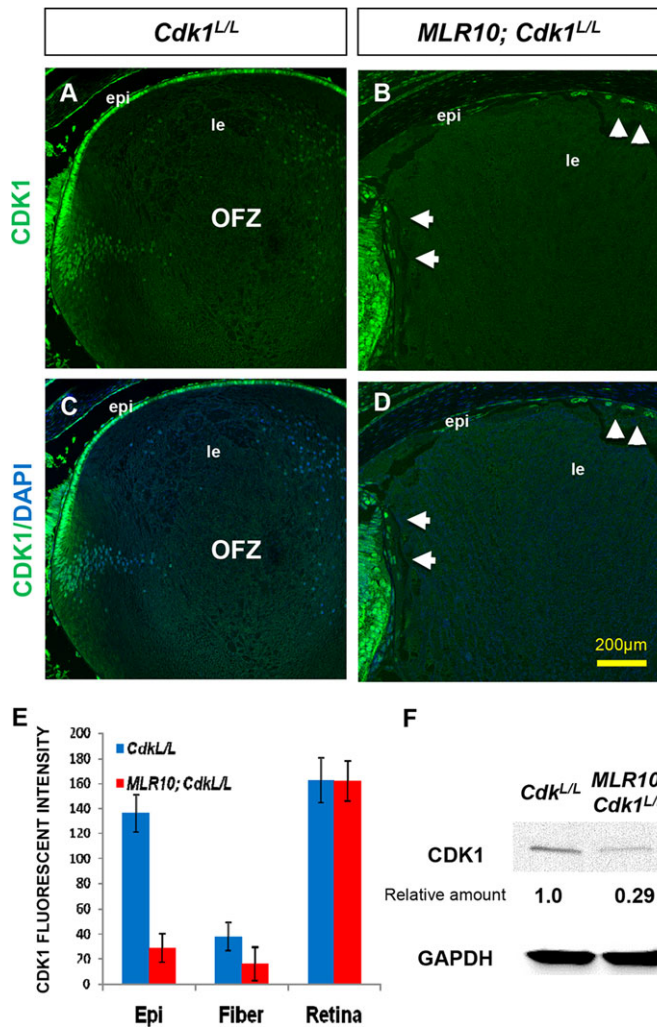 Cdk1L/L
MLR10; Cdk1L/L
CDK1
A
epi
le
OFZ
B
epi
le
CDK1/DAPI
C
epi
le
OFZ
D
epi
le
200µm
E
CDK1 FLUORESCENT INTENSITY
200
180
160
140
120
100
80
60
40
20
0
CdkL/L
MLR10; CdkL/L
Epi
Fiber
Retina
F
CdkL/L
MLR10
Cdk1L/
CDK1
Relative amount
1.0
0.29
GAPDH